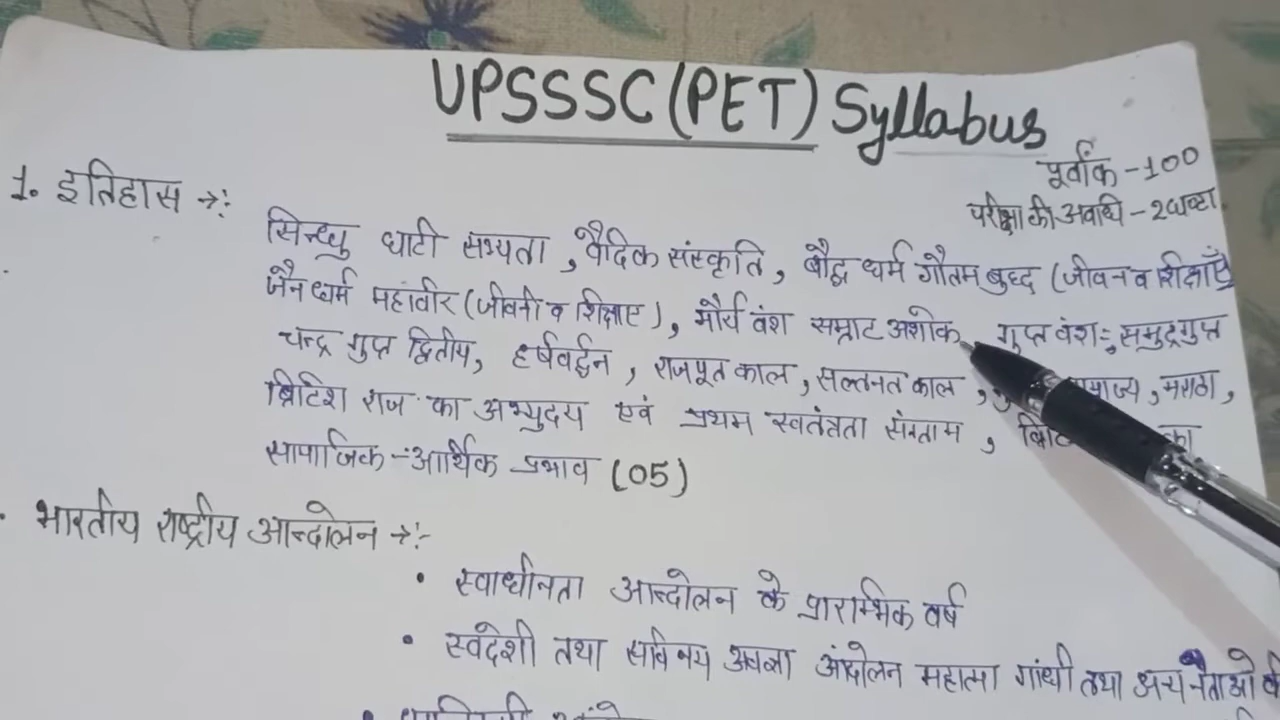 UPSSSC (PET) Syllabus
पूर्वांक - 100
परीक्षा की अवधि - 2 घण्टा
1. इतिहास →:
सिन्धु घाटी सभ्यता , वैदिक संस्कृति , बौद्ध धर्म गौतम बुध्द (जीवन व शिक्षाएँ
जैन धर्म महावीर (जीवनी व शिक्षाए ) , मौर्य वंश सम्राट अशोक गुप्त वंश :, समुद्रगुप्त
चन्द्र गुप्त द्वितीय, हर्षवर्द्धन , राजपूत काल , सल्तनत काल , मराठा ,
ब्रिटिश राज का अभ्युदय एवं प्रथम स्वतंत्रता संग्राम , का
सामाजिक - आर्थिक प्रभाव (05)
भारतीय राष्ट्रीय आन्दोलन →:-
• स्वाधीनता आन्दोलन के प्रारम्भिक वर्ष
• स्वदेशी तथा सविनय अवज्ञा आंदोलन महात्मा गांधी तथा अन्य नेताओ